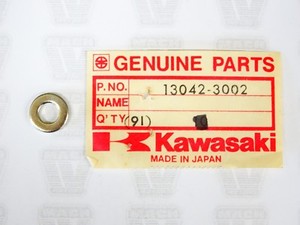 GENUINE PARTS
P. NO. 13042-3002
NAME
Q'TY (91)
Kawasaki
MADE IN JAPAN